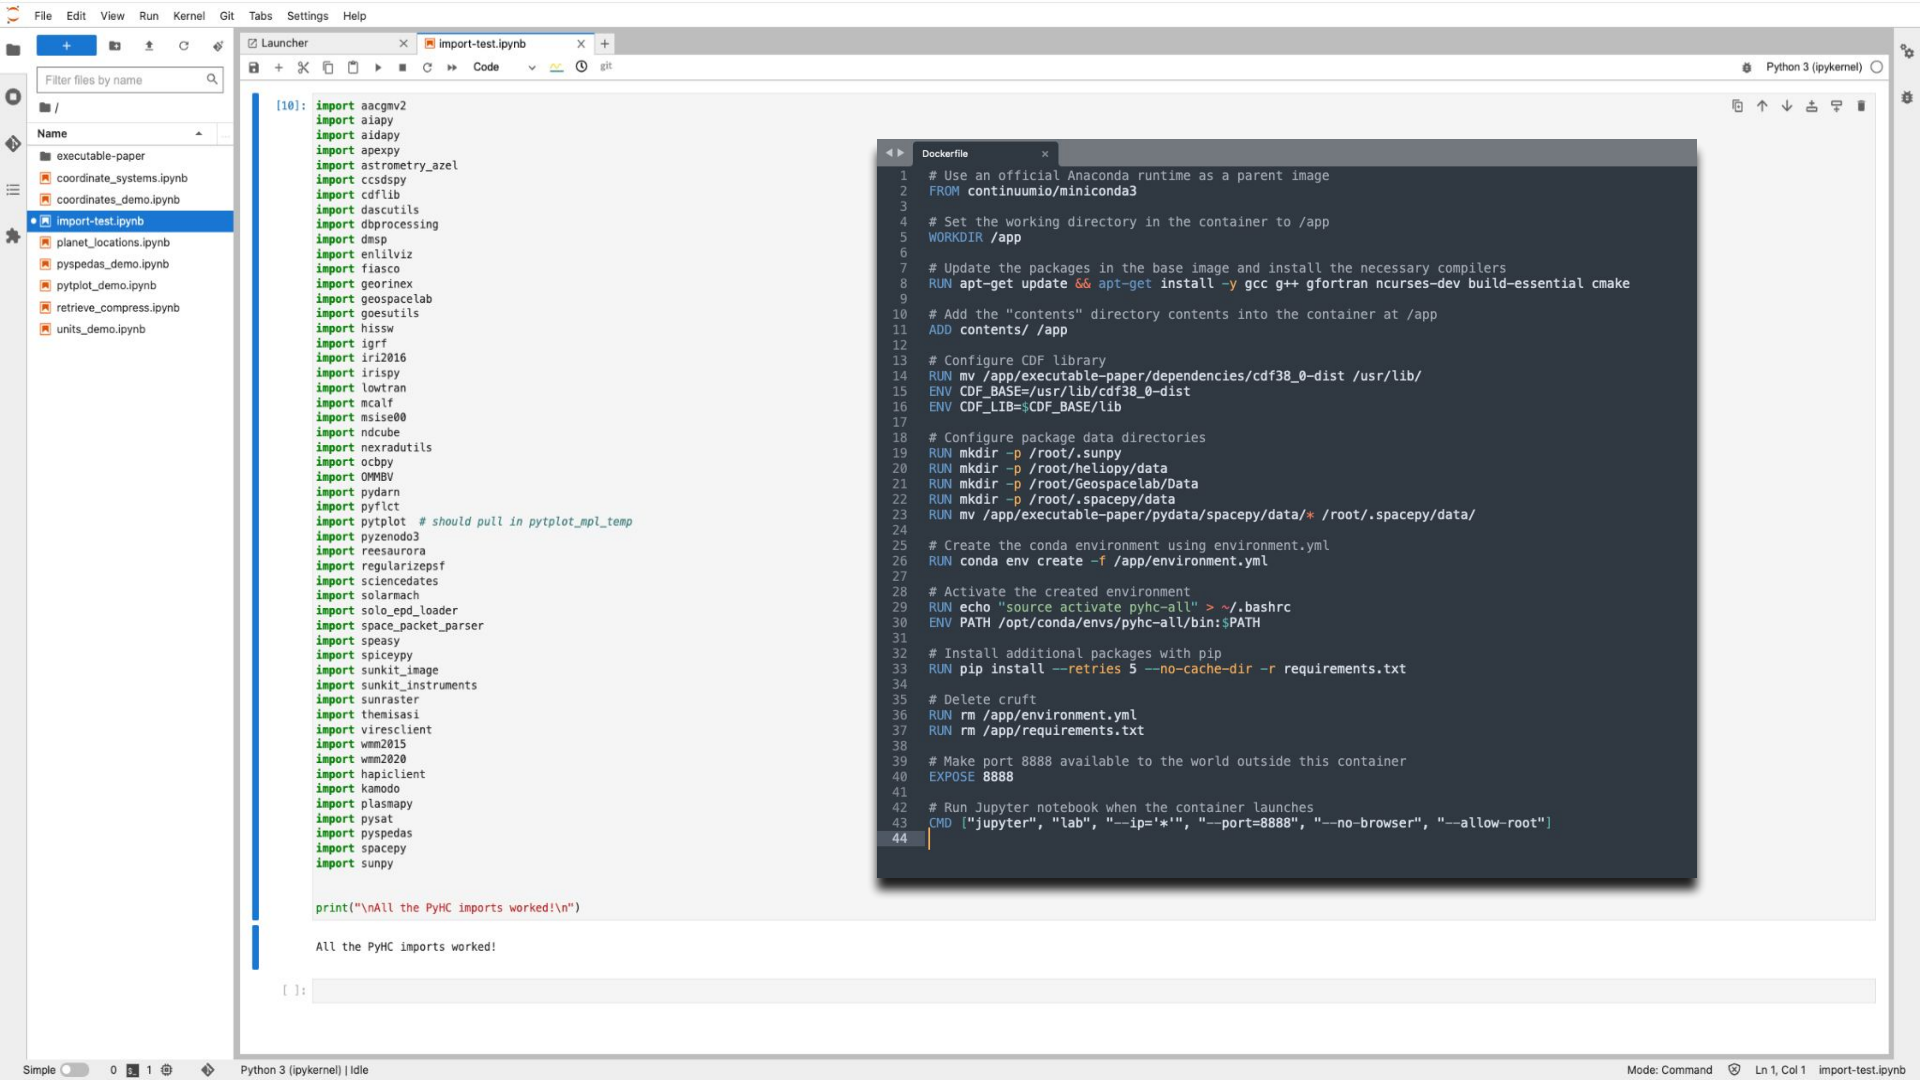 File Edit View Run Kernel Git Tabs Settings Help
+
Filter files by name
/
Name
executable-paper
coordinate_systems.ipynb
coordinates_demo.ipynb
import-test.ipynb
planet_locations.ipynb
pyspedas_demo.ipynb
pytplot_demo.ipynb
retrieve_compress.ipynb
units_demo.ipynb
Launcher
import-test.ipynb
Code
git
Python 3 (ipykernel)
[10]: import aacgmv2
import aiapy
import aidapy
import apexpy
import astrometry_azel
import ccsdspy
import cdflib
import dascutils
import dbprocessing
import dmsp
import enlilviz
import fiasco
import georinex
import geospacelab
import goesutils
import hissw
import igrf
import iri2016
import irispy
import lowtran
import mcalf
import msise00
import ndcube
import nexradutils
import ocbpy
import OMMBV
import pydarn
import pyflct
import pytplot  # should pull in pytplot_mpl_temp
import pyzenodo3
import reesaurora
import regularizepsf
import sciencedates
import solarmach
import solo_epd_loader
import space_packet_parser
import speasy
import spiceypy
import sunkit_image
import sunkit_instruments
import sunraster
import themisasi
import viresclient
import wmm2015
import wmm2020
import hapiclient
import kamodo
import plasmapy
import pysat
import pyspedas
import spacepy
import sunpy
print("\nAll the PyHC imports worked!\n")
All the PyHC imports worked!
[ ]:
Dockerfile
1 # Use an official Anaconda runtime as a parent image
2 FROM continuumio/miniconda3
3
4 # Set the working directory in the container to /app
5 WORKDIR /app
6
7 # Update the packages in the base image and install the necessary compilers
8 RUN apt-get update && apt-get install -y gcc g++ gfortran ncurses-dev build-essential cmake
9
10 # Add the "contents" directory contents into the container at /app
11 ADD contents/ /app
12
13 # Configure CDF library
14 RUN mv /app/executable-paper/dependencies/cdf38_0-dist /usr/lib/
15 ENV CDF_BASE=/usr/lib/cdf38_0-dist
16 ENV CDF_LIB=$CDF_BASE/lib
17
18 # Configure package data directories
19 RUN mkdir -p /root/.sunpy
20 RUN mkdir -p /root/heliopy/data
21 RUN mkdir -p /root/Geospacelab/Data
22 RUN mkdir -p /root/.spacepy/data
23 RUN mv /app/executable-paper/pydata/spacepy/data/* /root/.spacepy/data/
24
25 # Create the conda environment using environment.yml
26 RUN conda env create -f /app/environment.yml
27
28 # Activate the created environment
29 RUN echo "source activate pyhc-all" > ~/.bashrc
30 ENV PATH /opt/conda/envs/pyhc-all/bin:$PATH
31
32 # Install additional packages with pip
33 RUN pip install --retries 5 --no-cache-dir -r requirements.txt
34
35 # Delete cruft
36 RUN rm /app/environment.yml
37 RUN rm /app/requirements.txt
38
39 # Make port 8888 available to the world outside this container
40 EXPOSE 8888
41
42 # Run Jupyter notebook when the container launches
43 CMD ["jupyter", "lab", "--ip='*'", "--port=8888", "--no-browser", "--allow-root"]
44
Simple 0 1 Python 3 (ipykernel) | Idle Mode: Command Ln 1, Col 1 import-test.ipynb